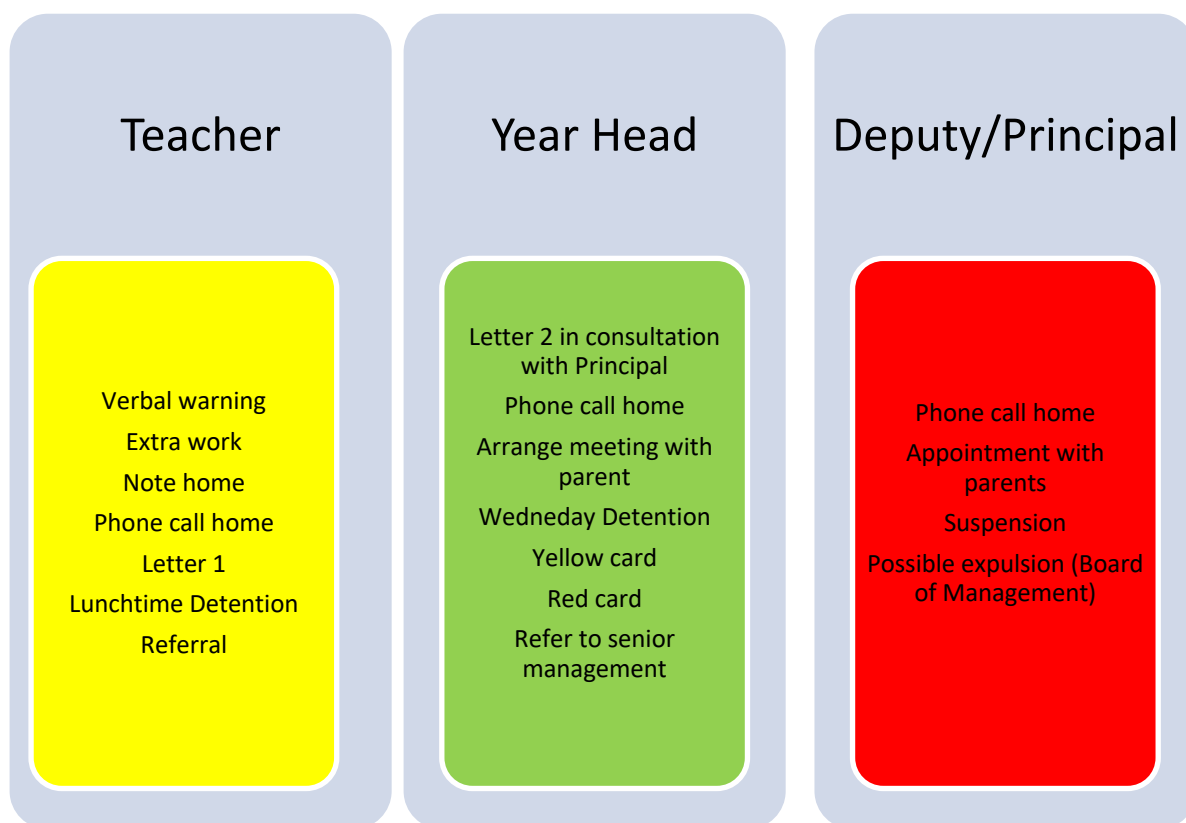 Teacher
Verbal warning
Extra work
Note home
Phone call home
Letter 1
Lunchtime Detention
Referral
Year Head
Letter 2 in consultation
with Principal
Phone call home
Arrange meeting with
parent
Wedneday Detention
Yellow card
Red card
Refer to senior
management
Deputy/Principal
Phone call home
Appointment with
parents
Suspension
Possible expulsion (Board
of Management)